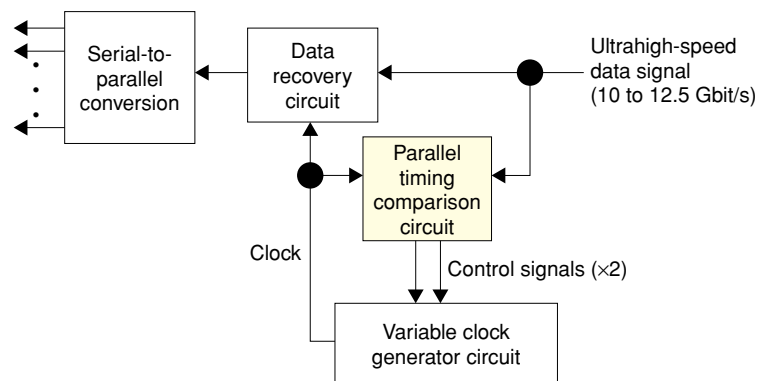 Serial-to-
parallel
conversion
Data
recovery
circuit
Ultrahigh-speed
data signal
(10 to 12.5 Gbit/s)
Parallel
timing
comparison
circuit
Clock
Control signals (×2)
Variable clock
generator circuit